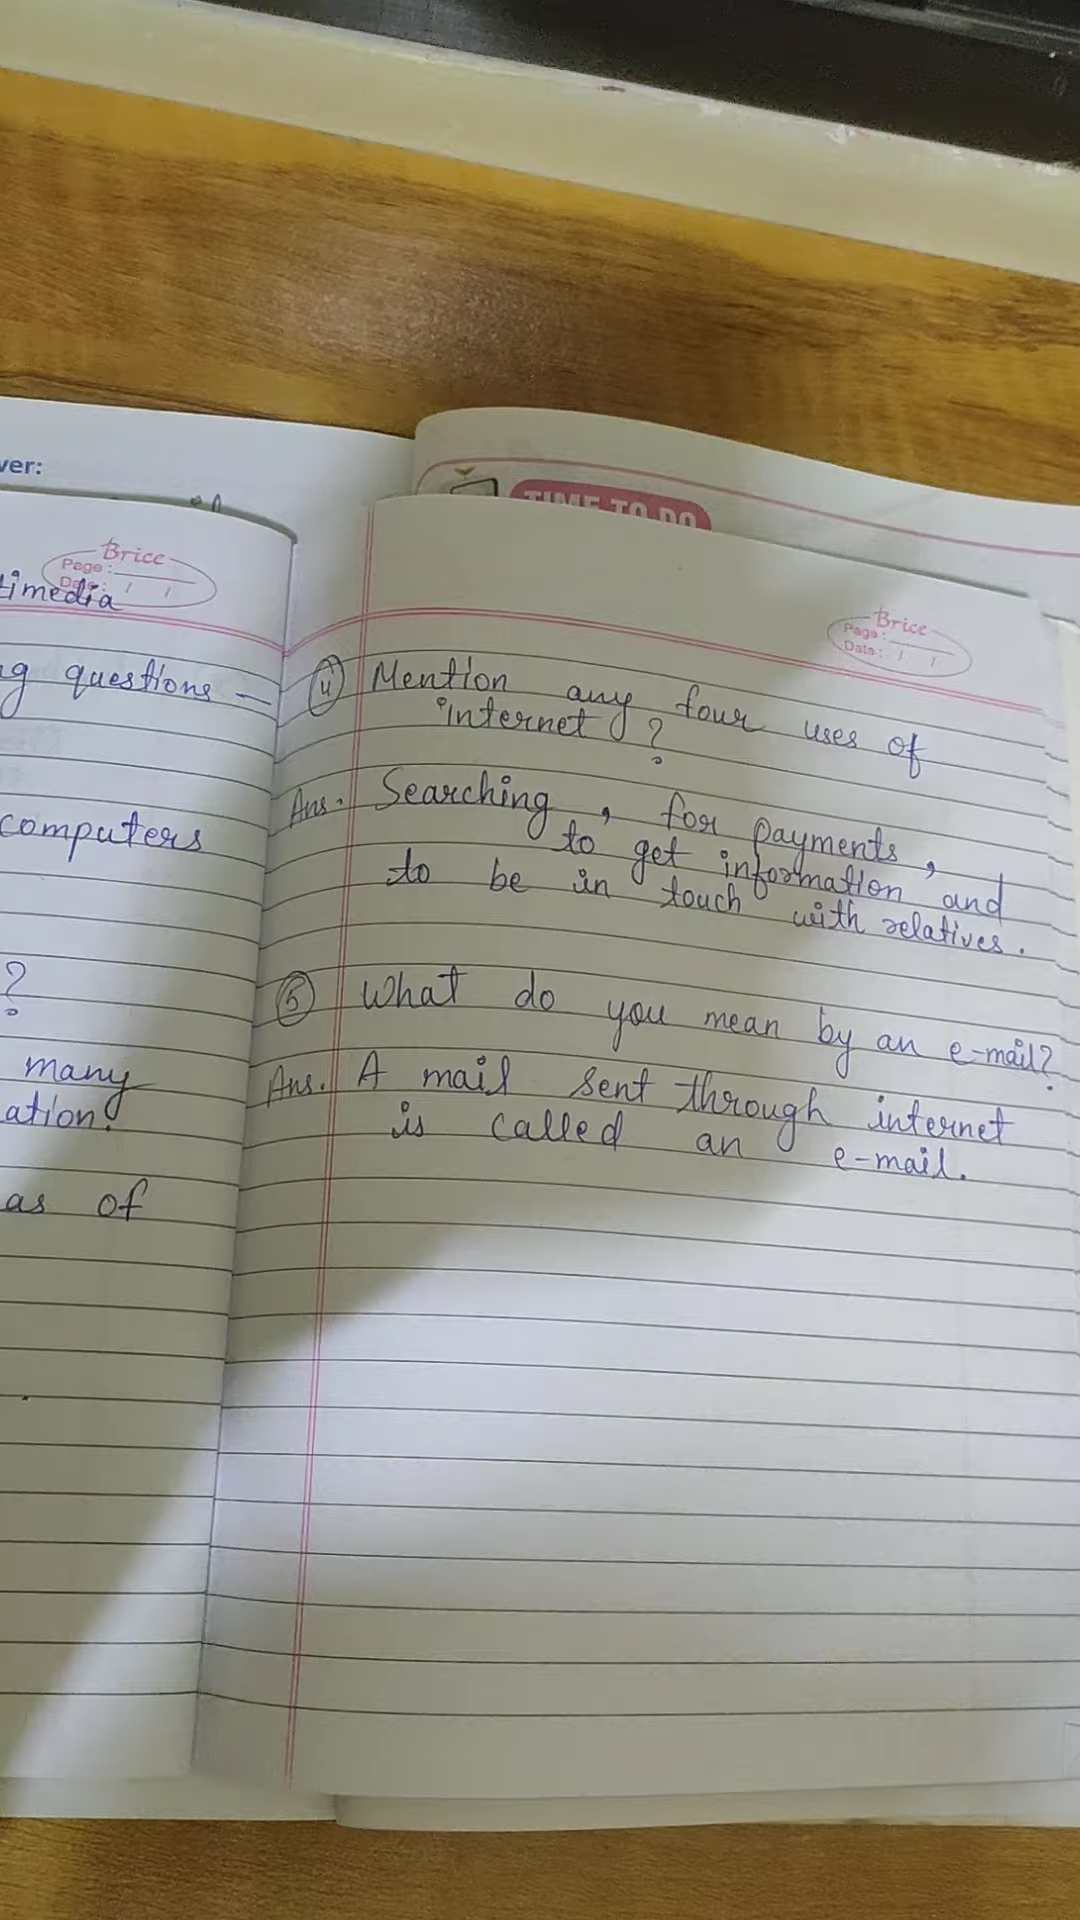 ver:
TIME TO DO
Brice
Page :
Date : / /
timedia
ng questions —
computers
?
many
ation?
as of
Brice
Page :
Date : / /
④ Mention any four uses of
internet ?
Ans. Searching , for payments ,
to get information and
to be in touch with relatives .
⑤ What do you mean by an e-mail?
Ans. A mail sent through internet
is called an e-mail.